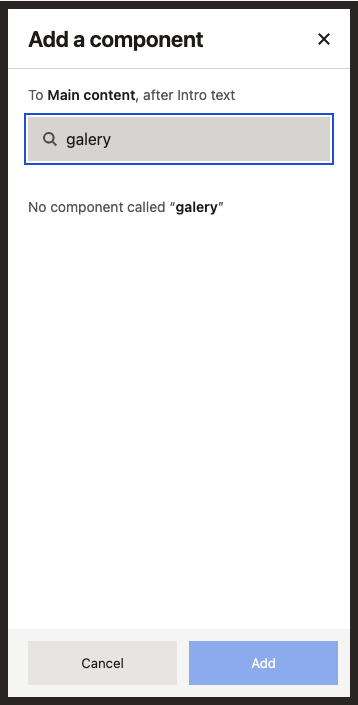 Add a component
To Main content, after Intro text
galery
No component called “galery”
Cancel
Add